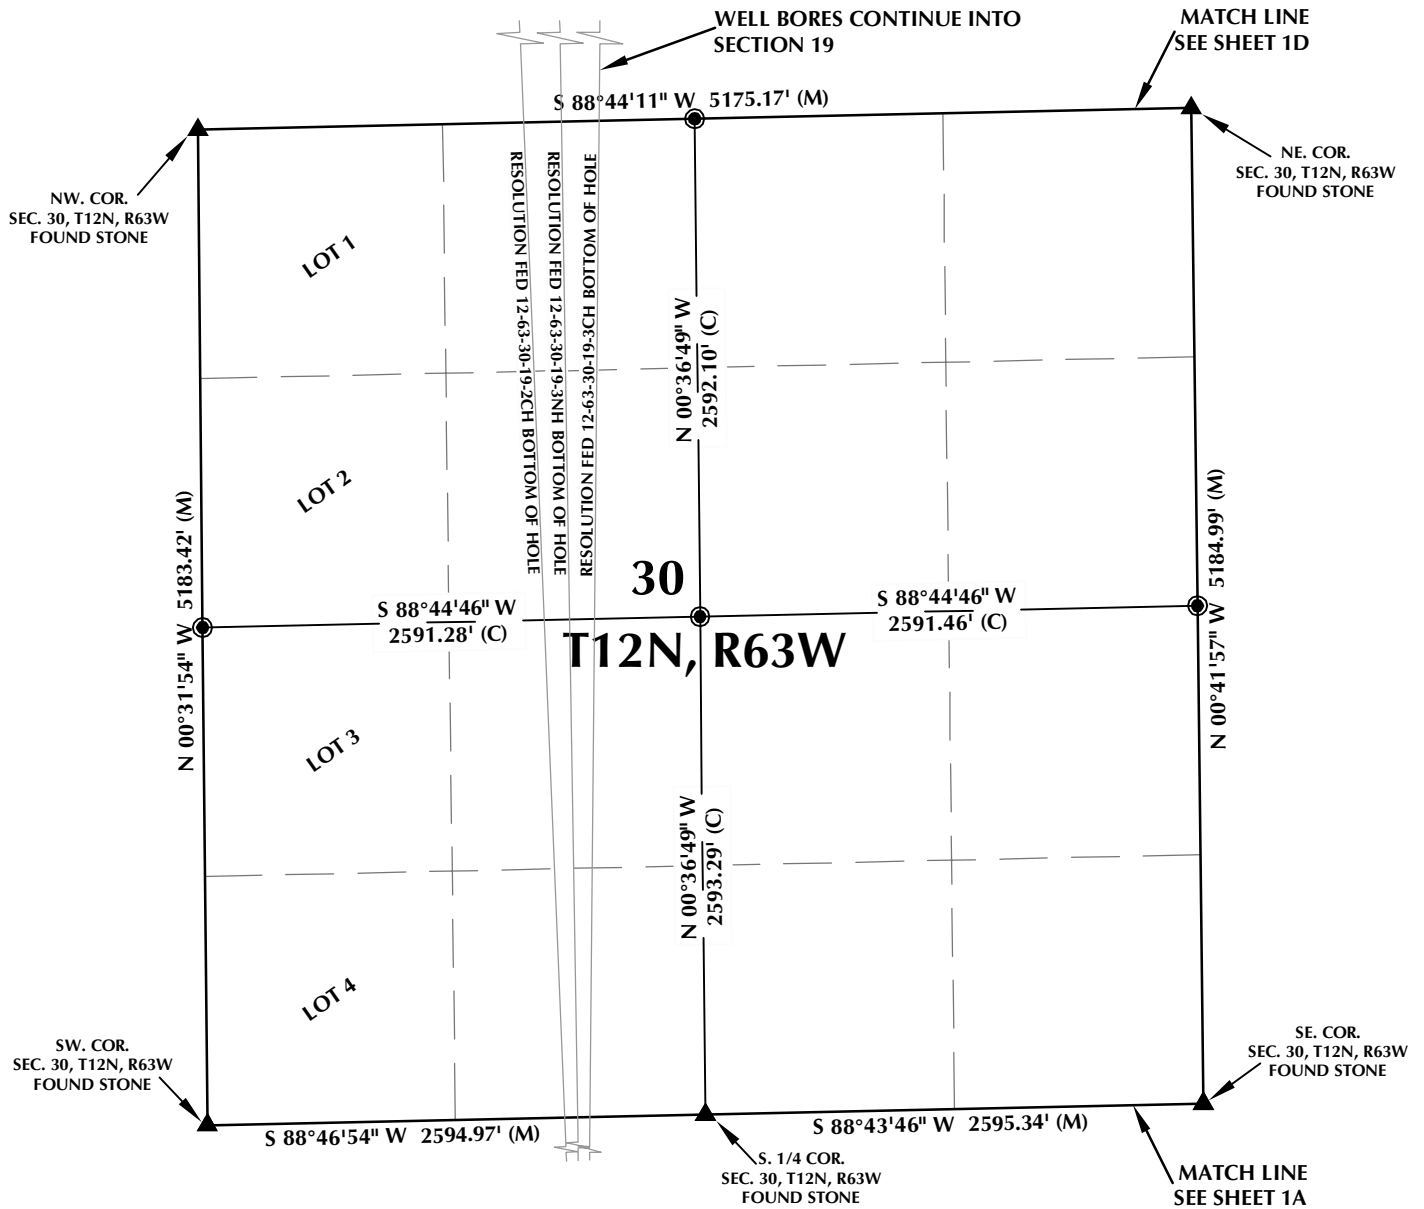 WELL BORES CONTINUE INTO
SECTION 19
MATCH LINE
SEE SHEET 1D
S 88°44'11" W 5175.17' (M)
NW. COR.
SEC. 30, T12N, R63W
FOUND STONE
NE. COR.
SEC. 30, T12N, R63W
FOUND STONE
RESOLUTION FED 12-63-30-19-2CH BOTTOM OF HOLE
RESOLUTION FED 12-63-30-19-3NH BOTTOM OF HOLE
RESOLUTION FED 12-63-30-19-3CH BOTTOM OF HOLE
LOT 1
N 00°36'49" W
2592.10' (C)
LOT 2
N 00°31'54" W 5183.42' (M)
N 00°41'57" W 5184.99' (M)
30
S 88°44'46" W
2591.28' (C)
S 88°44'46" W
2591.46' (C)
T12N, R63W
LOT 3
N 00°36'49" W
2593.29' (C)
LOT 4
SW. COR.
SEC. 30, T12N, R63W
FOUND STONE
SE. COR.
SEC. 30, T12N, R63W
FOUND STONE
S 88°46'54" W 2594.97' (M)
S 88°43'46" W 2595.34' (M)
S. 1/4 COR.
SEC. 30, T12N, R63W
FOUND STONE
MATCH LINE
SEE SHEET 1A